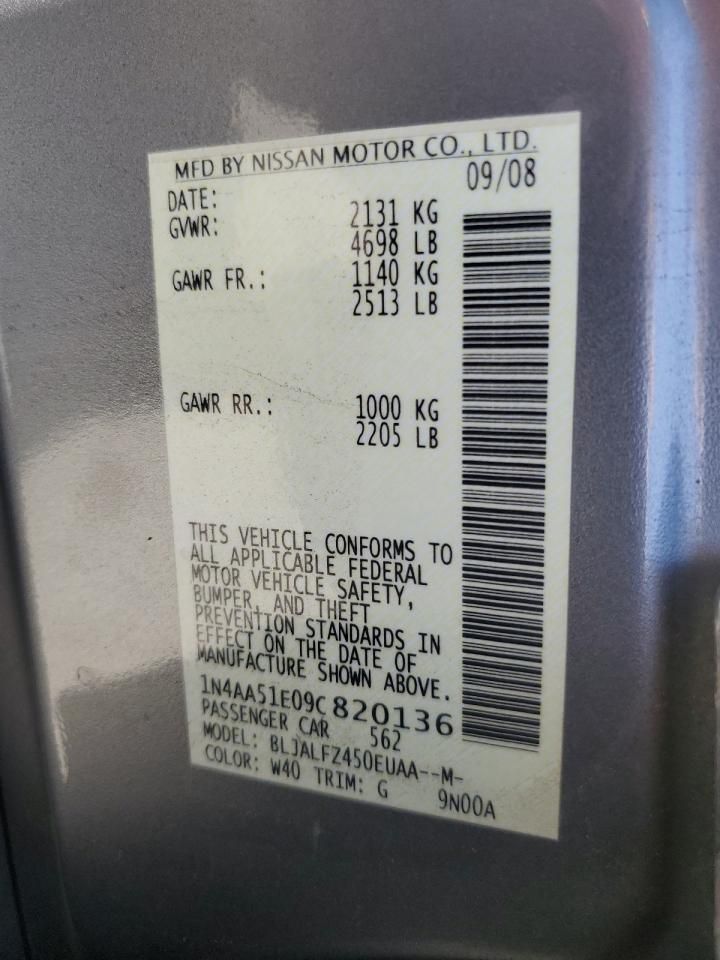 MFD BY NISSAN MOTOR CO., LTD.
DATE: 09/08
GVWR: 2131 KG
4698 LB
GAWR FR.: 1140 KG
2513 LB
GAWR RR.: 1000 KG
2205 LB
THIS VEHICLE CONFORMS TO
ALL APPLICABLE FEDERAL
MOTOR VEHICLE SAFETY,
BUMPER, AND THEFT
PREVENTION STANDARDS IN
EFFECT ON THE DATE OF
MANUFACTURE SHOWN ABOVE.
1N4AA51E09C820136
PASSENGER CAR 562
MODEL: BLJALFZ450EUAA--M-
COLOR: W40 TRIM: G 9N00A